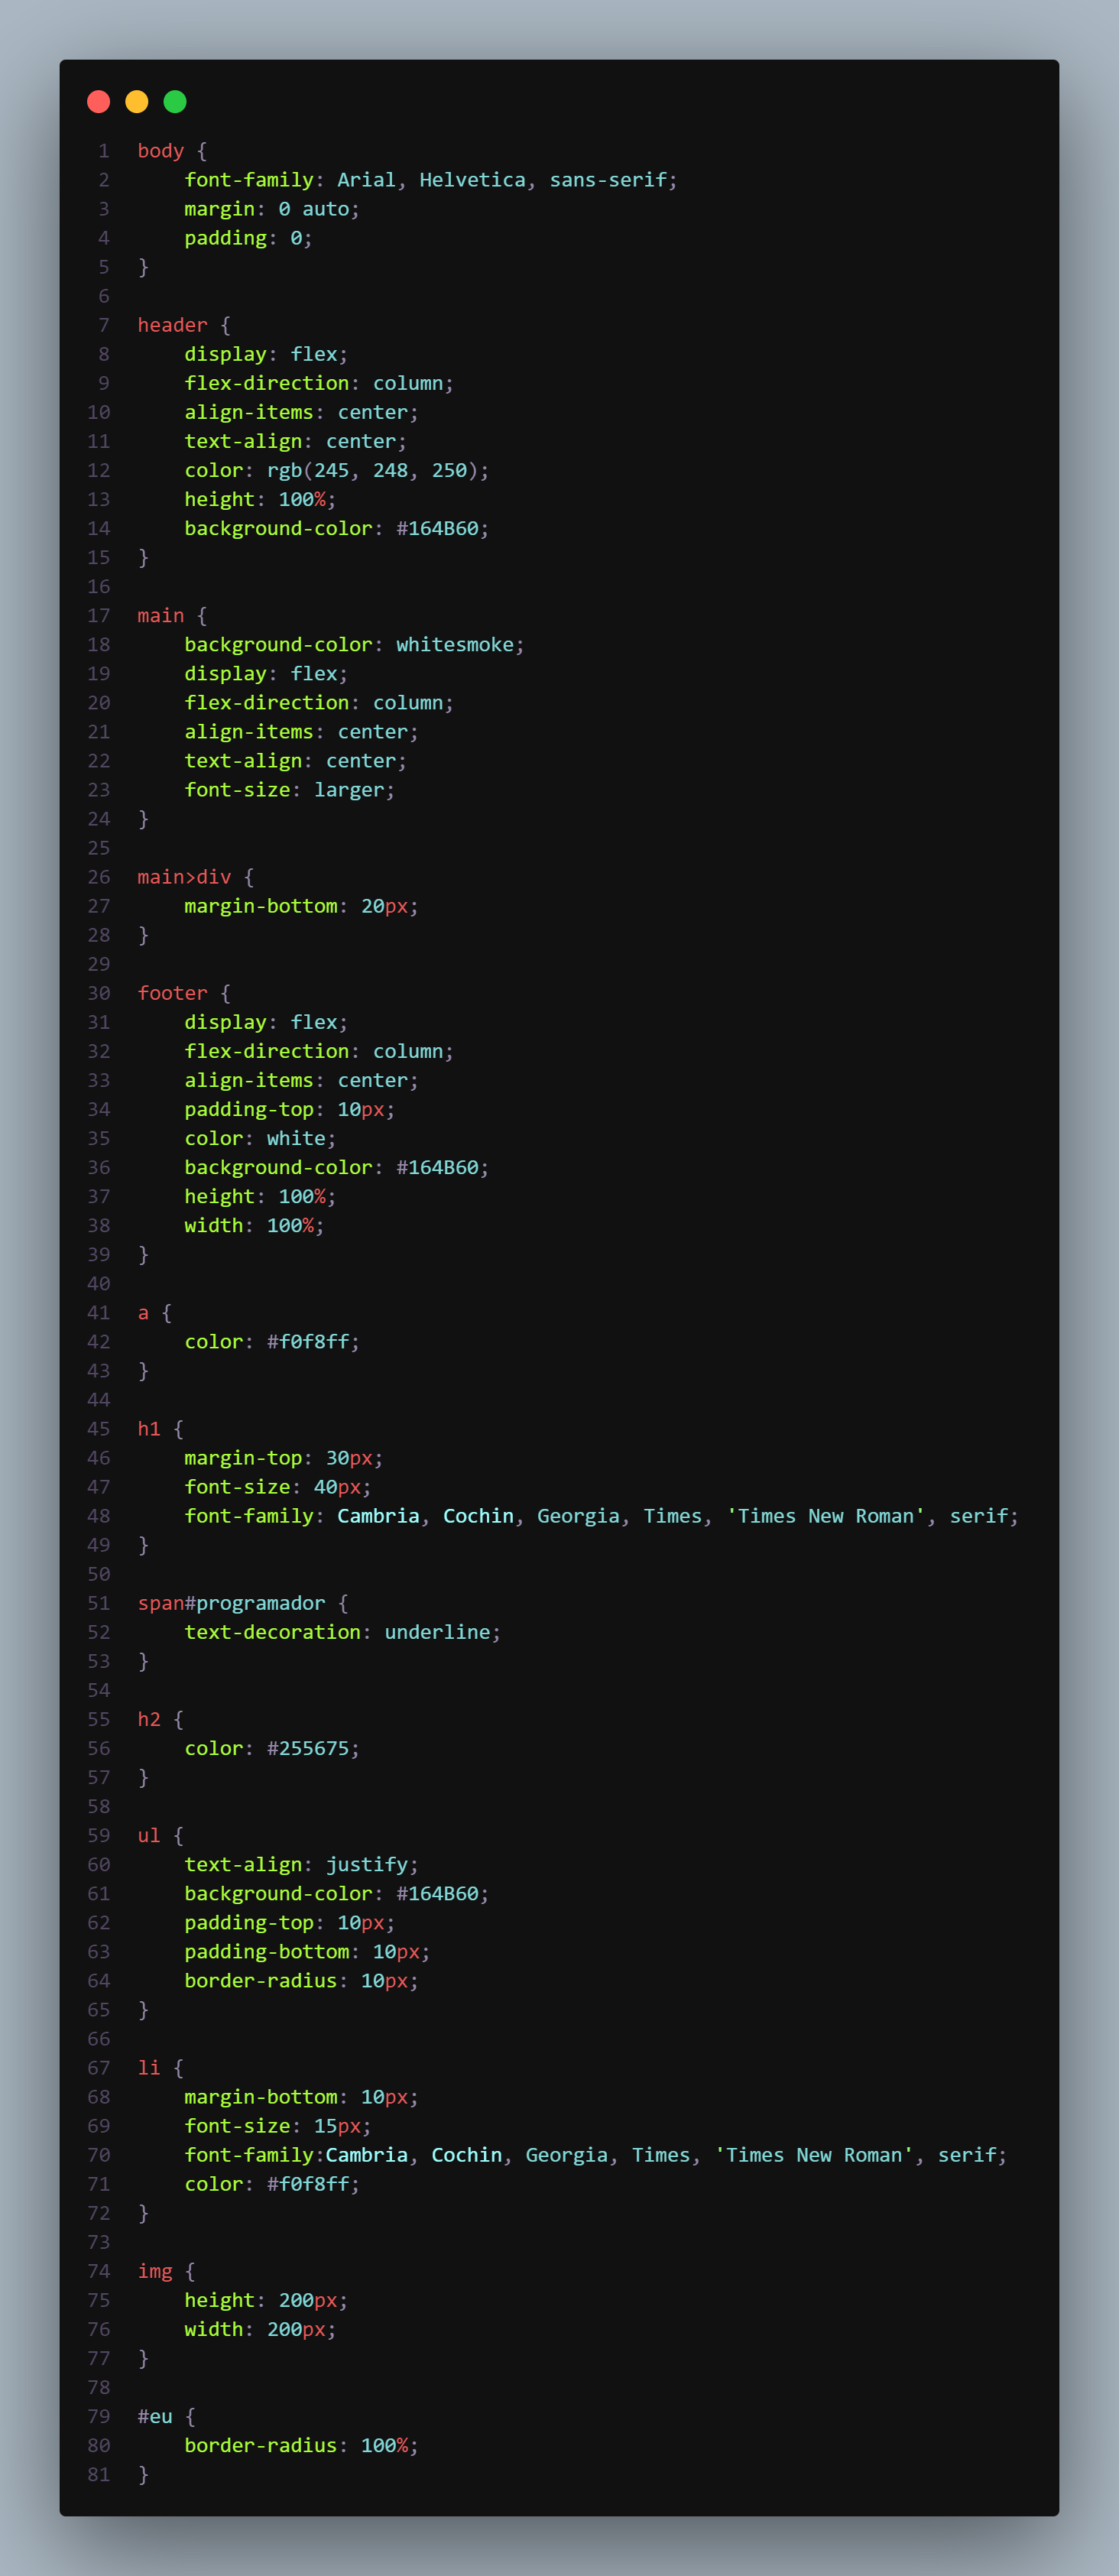 1 body {
2     font-family: Arial, Helvetica, sans-serif;
3     margin: 0 auto;
4     padding: 0;
5 }
6
7 header {
8     display: flex;
9     flex-direction: column;
10     align-items: center;
11     text-align: center;
12     color: rgb(245, 248, 250);
13     height: 100%;
14     background-color: #164B60;
15 }
16
17 main {
18     background-color: whitesmoke;
19     display: flex;
20     flex-direction: column;
21     align-items: center;
22     text-align: center;
23     font-size: larger;
24 }
25
26 main>div {
27     margin-bottom: 20px;
28 }
29
30 footer {
31     display: flex;
32     flex-direction: column;
33     align-items: center;
34     padding-top: 10px;
35     color: white;
36     background-color: #164B60;
37     height: 100%;
38     width: 100%;
39 }
40
41 a {
42     color: #f0f8ff;
43 }
44
45 h1 {
46     margin-top: 30px;
47     font-size: 40px;
48     font-family: Cambria, Cochin, Georgia, Times, 'Times New Roman', serif;
49 }
50
51 span#programador {
52     text-decoration: underline;
53 }
54
55 h2 {
56     color: #255675;
57 }
58
59 ul {
60     text-align: justify;
61     background-color: #164B60;
62     padding-top: 10px;
63     padding-bottom: 10px;
64     border-radius: 10px;
65 }
66
67 li {
68     margin-bottom: 10px;
69     font-size: 15px;
70     font-family:Cambria, Cochin, Georgia, Times, 'Times New Roman', serif;
71     color: #f0f8ff;
72 }
73
74 img {
75     height: 200px;
76     width: 200px;
77 }
78
79 #eu {
80     border-radius: 100%;
81 }